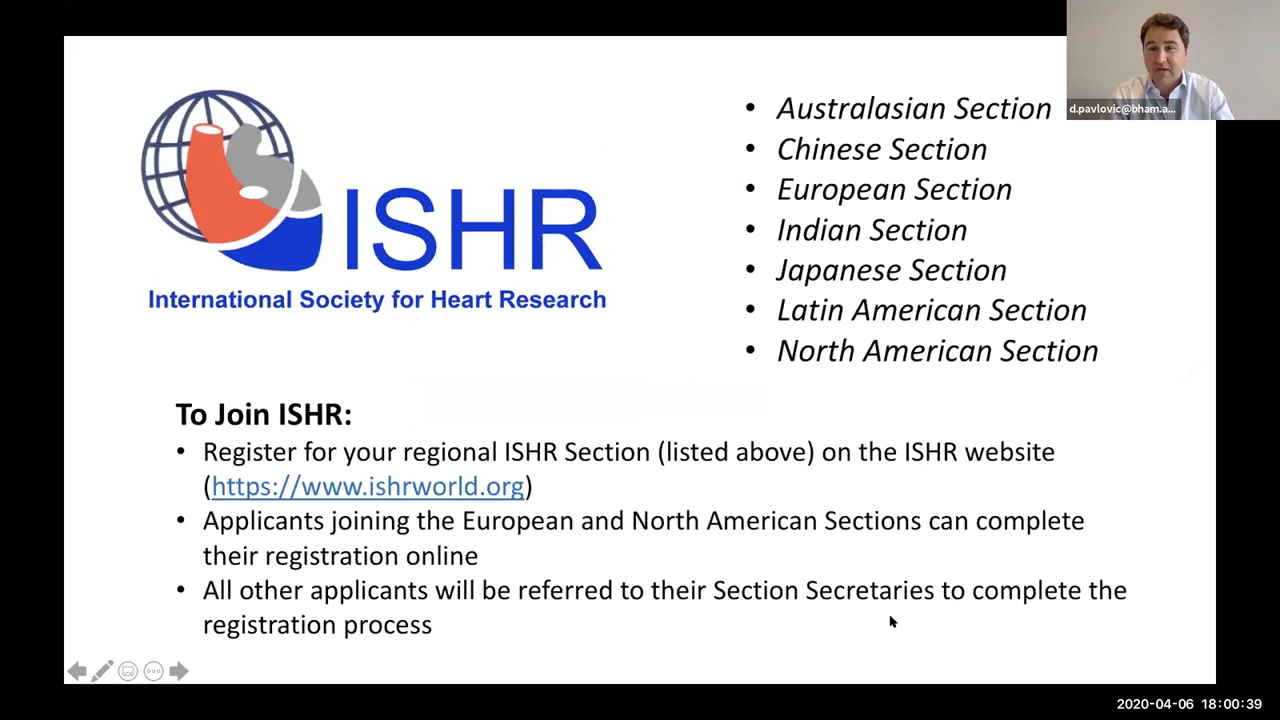 d.pavlovic@bham.a...
ISHR
International Society for Heart Research
• Australasian Section
• Chinese Section
• European Section
• Indian Section
• Japanese Section
• Latin American Section
• North American Section
To Join ISHR:
• Register for your regional ISHR Section (listed above) on the ISHR website
(https://www.ishrworld.org)
• Applicants joining the European and North American Sections can complete
their registration online
• All other applicants will be referred to their Section Secretaries to complete the
registration process
2020-04-06 18:00:39